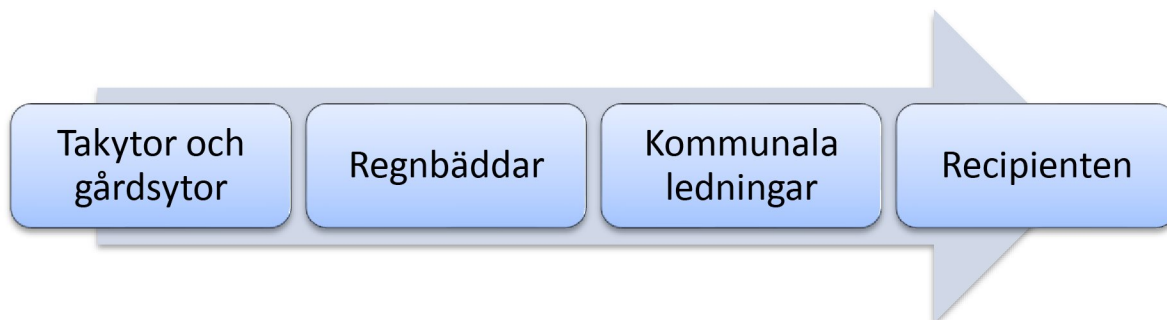 Takytor och
gårdsytor
Regnbäddar
Kommunala
ledningar
Recipienten